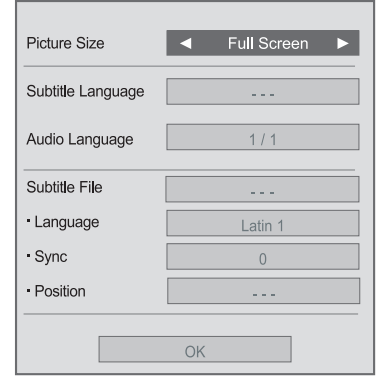 Picture Size ◄ Full Screen ►
Subtitle Language - - -
Audio Language 1 / 1
Subtitle File - - -
▪ Language Latin 1
▪ Sync 0
▪ Position - - -
OK